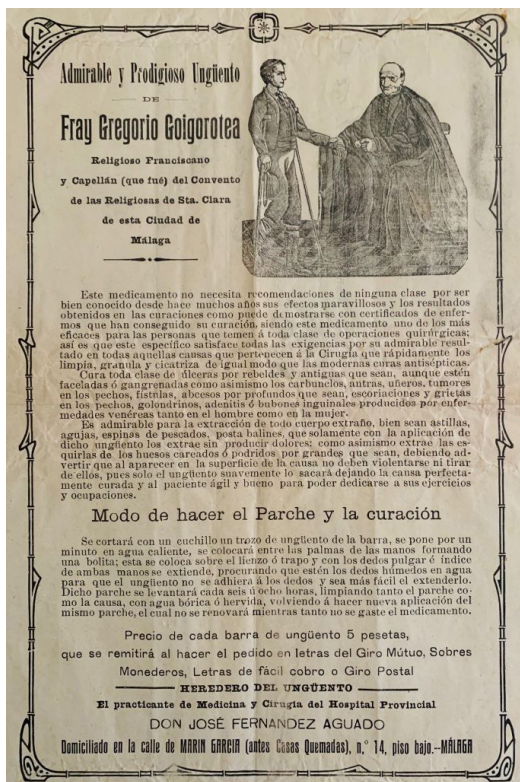 Admirable y Prodigioso Ungüento
DE
Fray Gregorio Goigorotea
Religioso Franciscano
y Capellán (que fué) del Convento
de las Religiosas de Sta. Clara
de esta Ciudad de
Málaga
Este medicamento no necesita recomendaciones de ninguna clase por ser
bien conocido desde hace muchos años sus efectos maravillosos y los resultados
obtenidos en las curaciones como puede demostrarse con certificados de enfer-
mos que han conseguido su curación, siendo este medicamento uno de los más
eficaces para las personas que temen á toda clase de operaciones quirúrgicas;
así es que este específico satisface todas las exigencias por su admirable resul-
tado en todas aquellas causas que pertenecen á la Cirugía que rápidamente los
limpia, granula y cicatriza de igual modo que las modernas curas antisépticas.
Cura toda clase de úlceras por rebeldes y antiguas que sean, aunque estén
faceladas ó gangrenadas como asimismo los carbunclos, antras, uñeros, tumores
en los pechos, fístulas, abcesos por profundos que sean, escoriaciones y grietas
en los pechos, golondrinos, adenitis ó bubones inguinales producidos por enfer-
medades venéreas tanto en el hombre como en la mujer.
Es admirable para la extracción de todo cuerpo extraño, bien sean astillas,
agujas, espinas de pescados, posta balines, que solamente con la aplicación de
dicho ungüento los extrae sin producir dolores; como asimismo extrae las es-
quirlas de los huesos careados ó podridos por grandes que sean, debiendo ad-
vertir que al aparecer en la superficie de la causa no deben violentarse ni tirar
de ellos, pues solo el ungüento suavemente lo sacará dejando la causa perfecta-
mente curada y al paciente ágil y bueno para poder dedicarse a sus ejercicios
y ocupaciones.
Modo de hacer el Parche y la curación
Se cortará con un cuchillo un trozo de ungüento de la barra, se pone por un
minuto en agua caliente, se colocará entre las palmas de las manos formando
una bolita; esta se coloca sobre el lienzo ó trapo y con los dedos pulgar é índice
de ambas manos se extiende, procurando que estén los dedos húmedos en agua
para que el ungüento no se adhiera á los dedos y sea más fácil el extenderlo.
Dicho parche se levantará cada seis ú ocho horas, limpiando tanto el parche co-
mo la causa, con agua bórica ó hervida, volviendo á hacer nueva aplicación del
mismo parche, el cual no se renovará mientras tanto no se gaste el medicamento.
Precio de cada barra de ungüento 5 pesetas,
que se remitirá al hacer el pedido en letras del Giro Mútuo, Sobres
Monederos, Letras de fácil cobro o Giro Postal
HEREDERO DEL UNGÜENTO
El practicante de Medicina y Cirugía del Hospital Provincial
DON JOSÉ FERNANDEZ AGUADO
Domiciliado en la calle de MARIN GARCIA (antes Casas Quemadas), n.º 14, piso bajo.--MÁLAGA